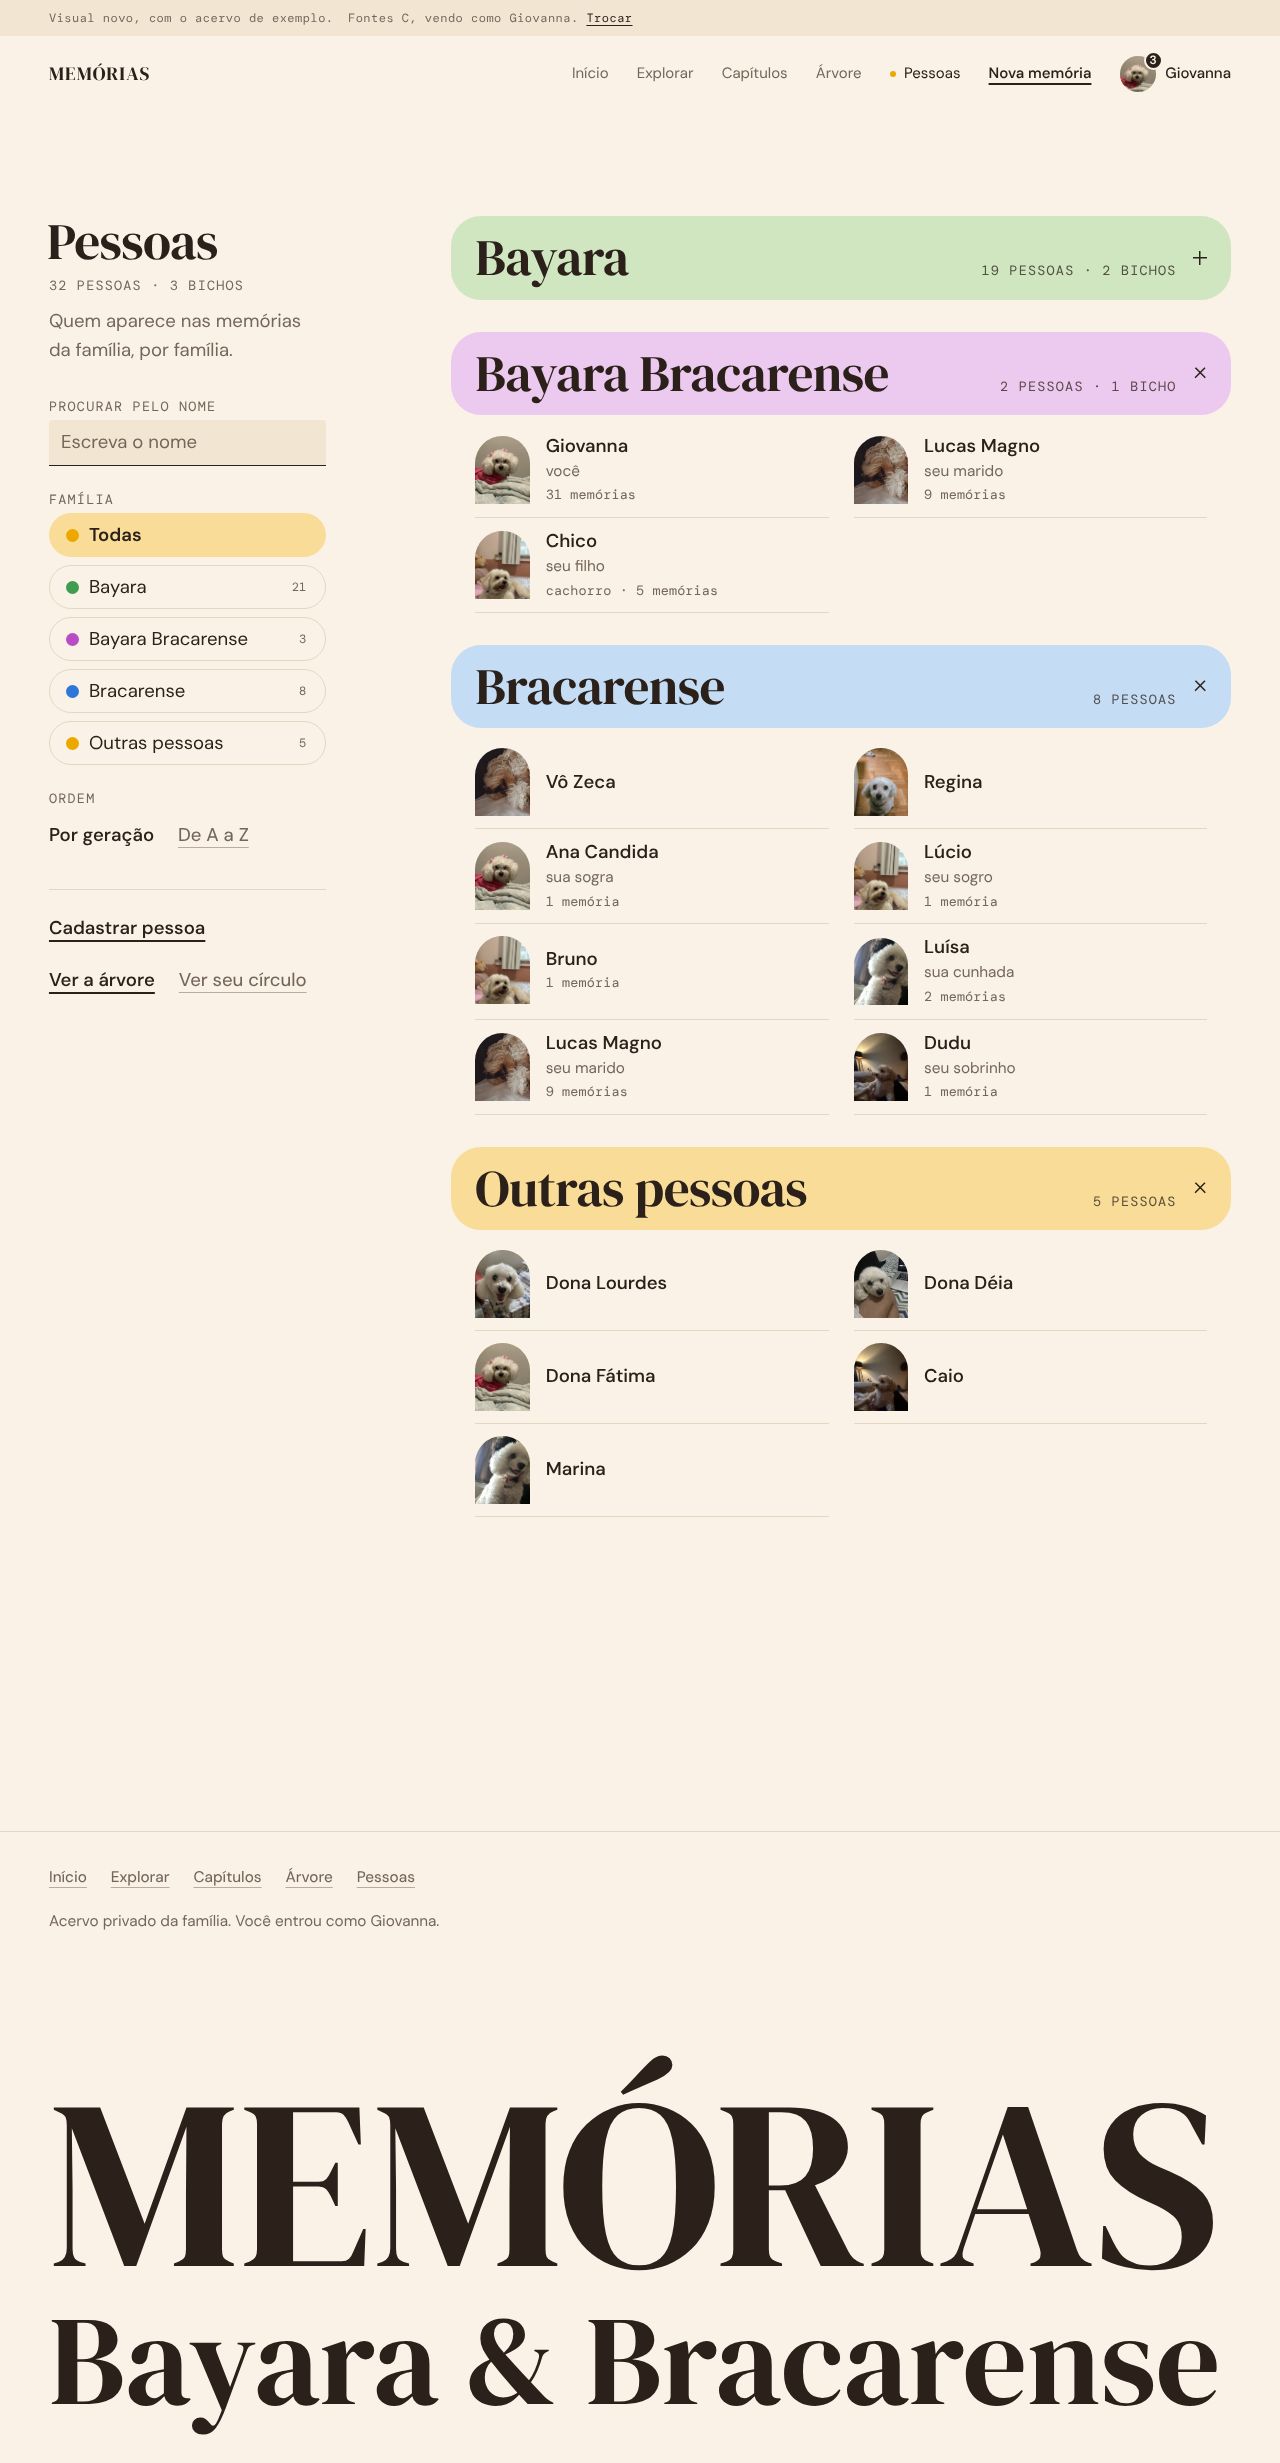 Visual novo, com o acervo de exemplo. Fontes C, vendo como Giovanna. Trocar
MEMÓRIAS
Início Explorar Capítulos Árvore Pessoas Nova memória 3 Giovanna
Pessoas
32 PESSOAS · 3 BICHOS
Quem aparece nas memórias
da família, por família.
PROCURAR PELO NOME
Escreva o nome
FAMÍLIA
Todas
Bayara 21
Bayara Bracarense 3
Bracarense 8
Outras pessoas 5
ORDEM
Por geração De A a Z
Cadastrar pessoa
Ver a árvore Ver seu círculo
Bayara 19 PESSOAS · 2 BICHOS +
Bayara Bracarense 2 PESSOAS · 1 BICHO ×
Giovanna
você
31 memórias
Lucas Magno
seu marido
9 memórias
Chico
seu filho
cachorro · 5 memórias
Bracarense 8 PESSOAS ×
Vô Zeca
Regina
Ana Candida
sua sogra
1 memória
Lúcio
seu sogro
1 memória
Bruno
1 memória
Luísa
sua cunhada
2 memórias
Lucas Magno
seu marido
9 memórias
Dudu
seu sobrinho
1 memória
Outras pessoas 5 PESSOAS ×
Dona Lourdes
Dona Déia
Dona Fátima
Caio
Marina
Início Explorar Capítulos Árvore Pessoas
Acervo privado da família. Você entrou como Giovanna.
MEMÓRIAS
Bayara & Bracarense